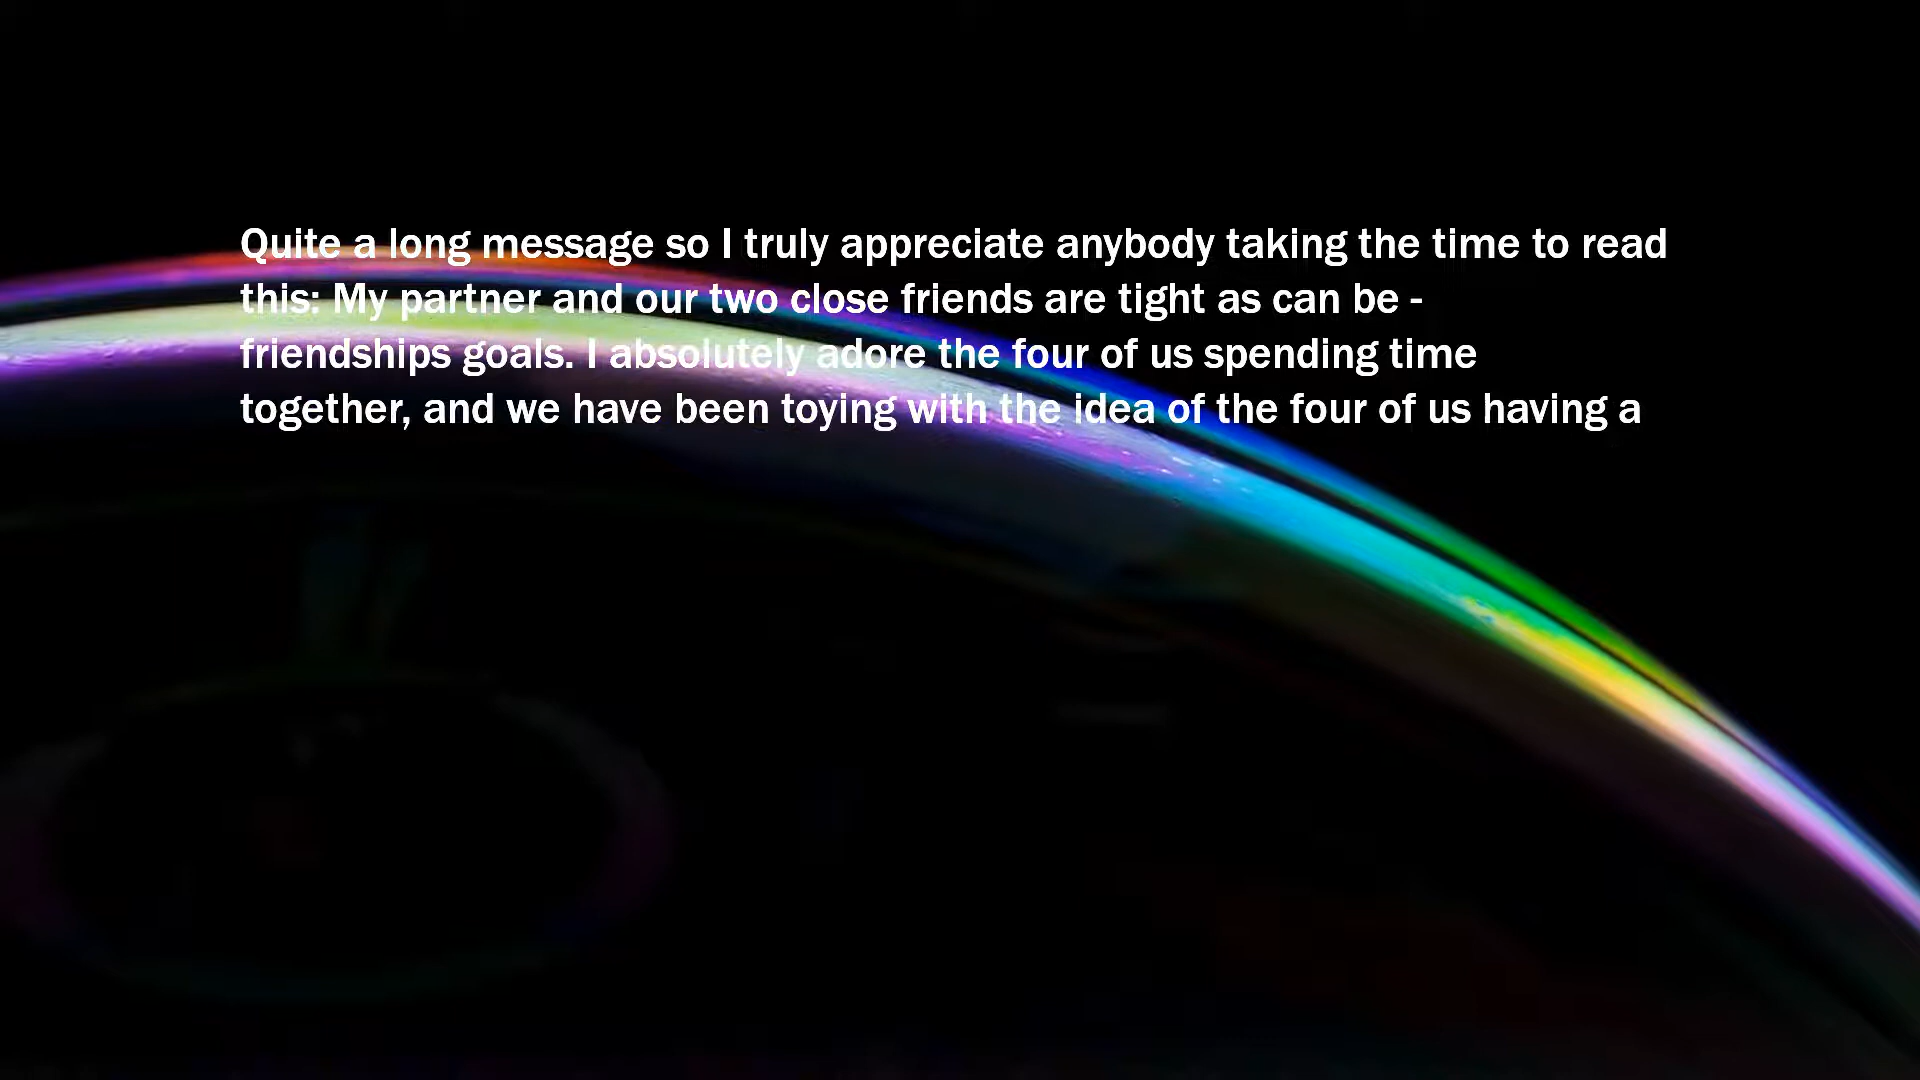 Quite a long message so I truly appreciate anybody taking the time to read
this: My partner and our two close friends are tight as can be -
friendships goals. I absolutely adore the four of us spending time
together, and we have been toying with the idea of the four of us having a